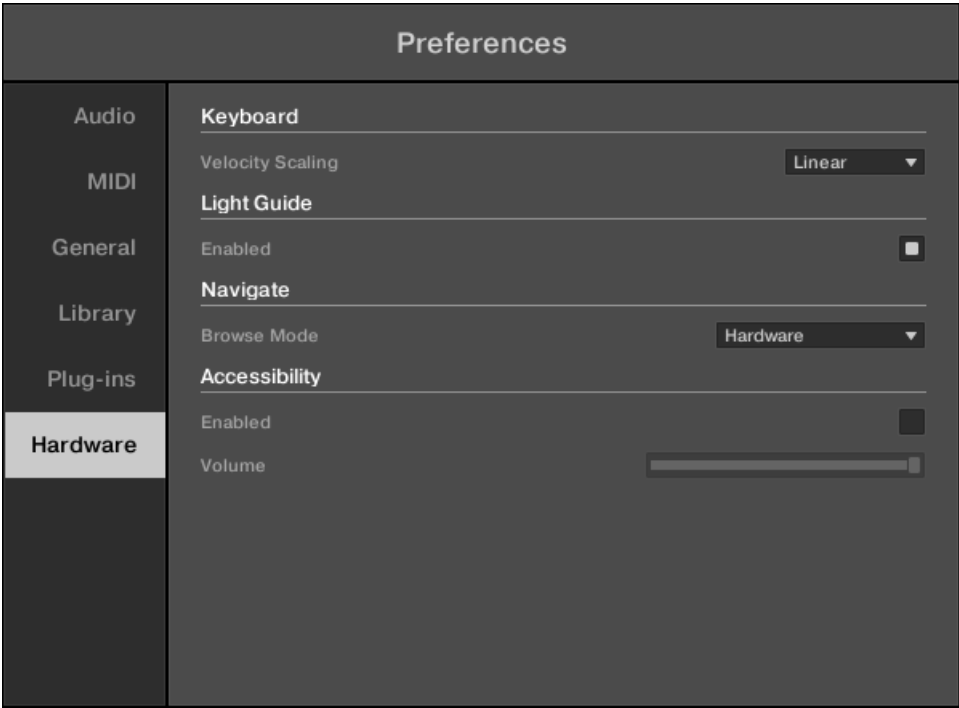 Preferences
Audio
MIDI
General
Library
Plug-ins
Hardware
Keyboard
Velocity Scaling Linear
Light Guide
Enabled
Navigate
Browse Mode Hardware
Accessibility
Enabled
Volume